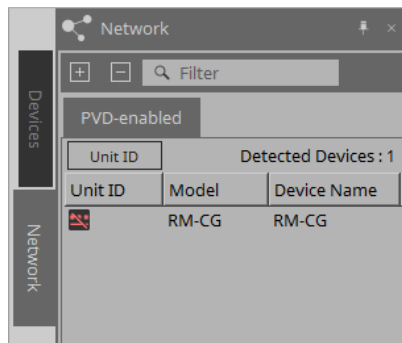 Network
Filter
Devices
PVD-enabled
Unit ID
Detected Devices : 1
Unit ID Model Device Name
RM-CG RM-CG
Network